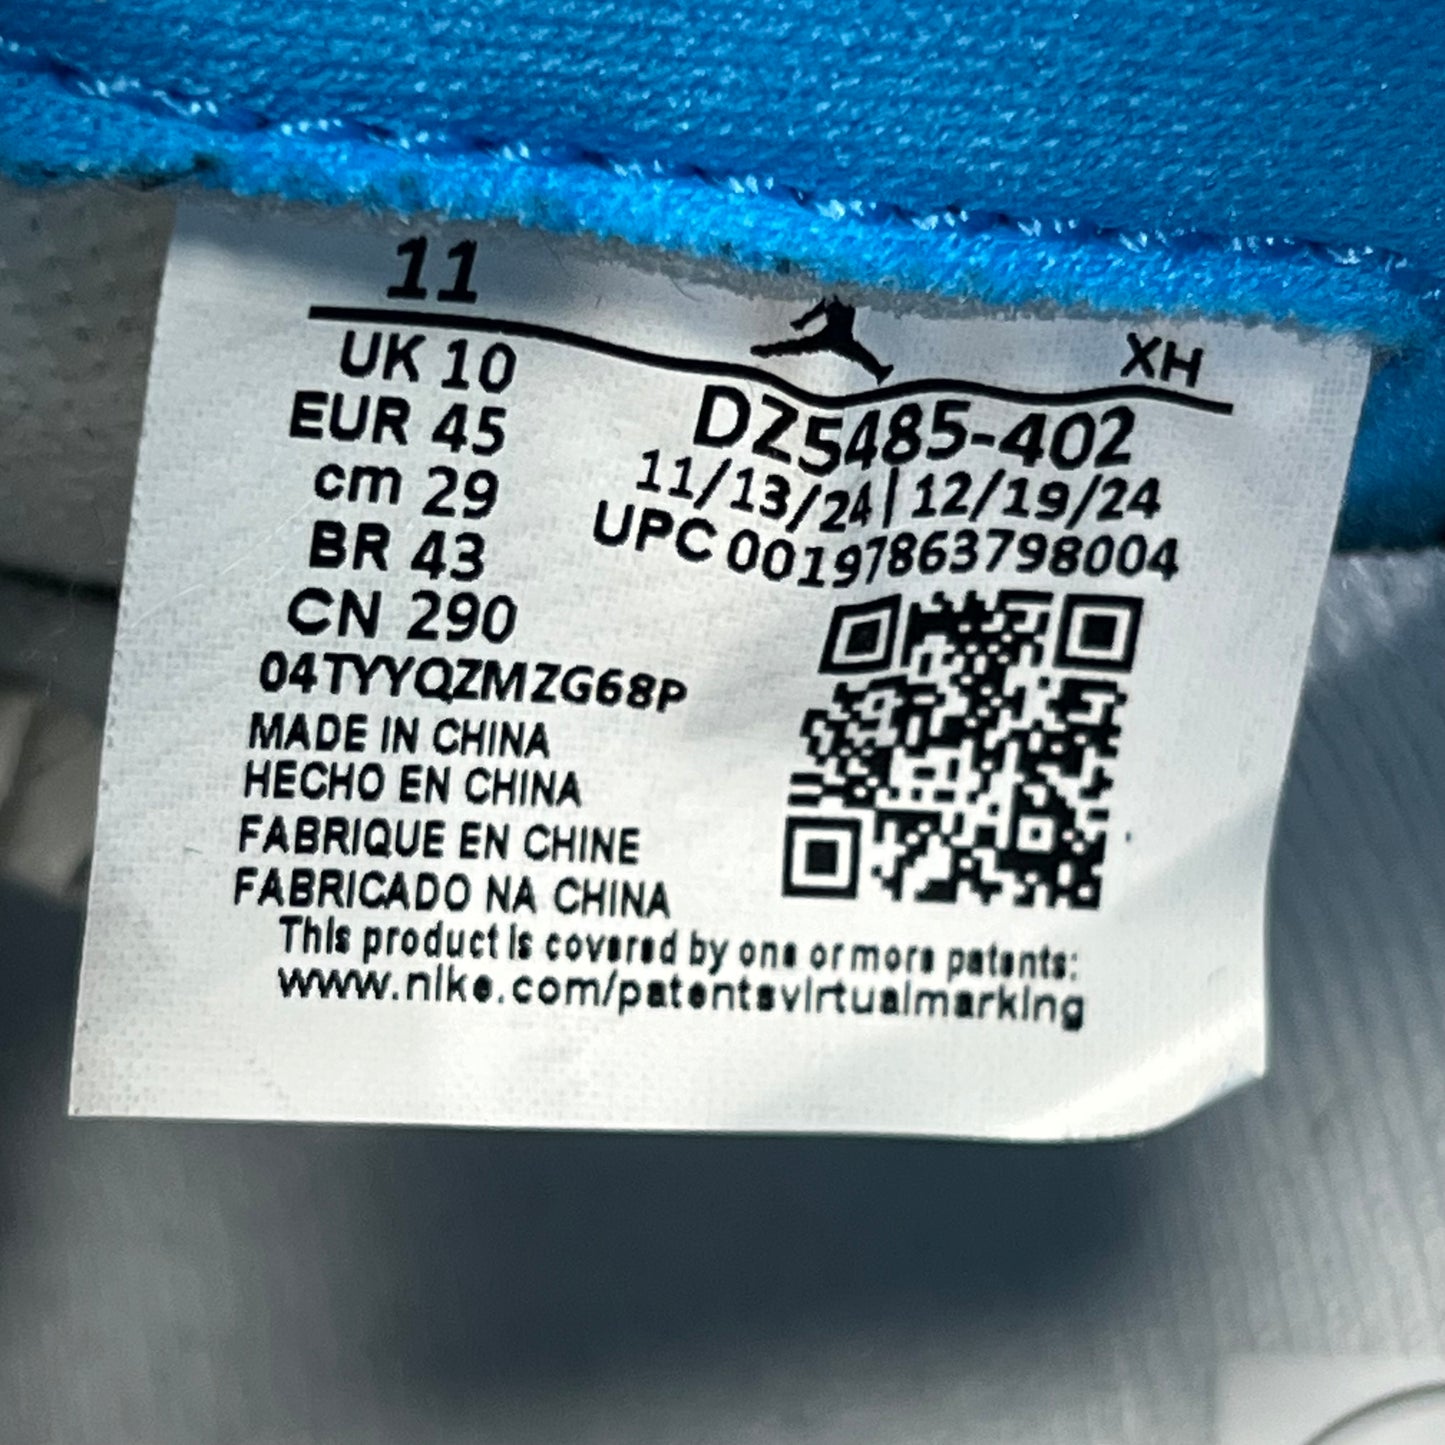 11
XH
UK 10
EUR 45
cm 29
BR 43
CN 290
DZ5485-402
11/13/24 | 12/19/24
UPC 00197863798004
04TYYQZMZG68P
MADE IN CHINA
HECHO EN CHINA
FABRIQUE EN CHINE
FABRICADO NA CHINA
This product is covered by one or more patents:
www.nike.com/patentsvirtualmarking